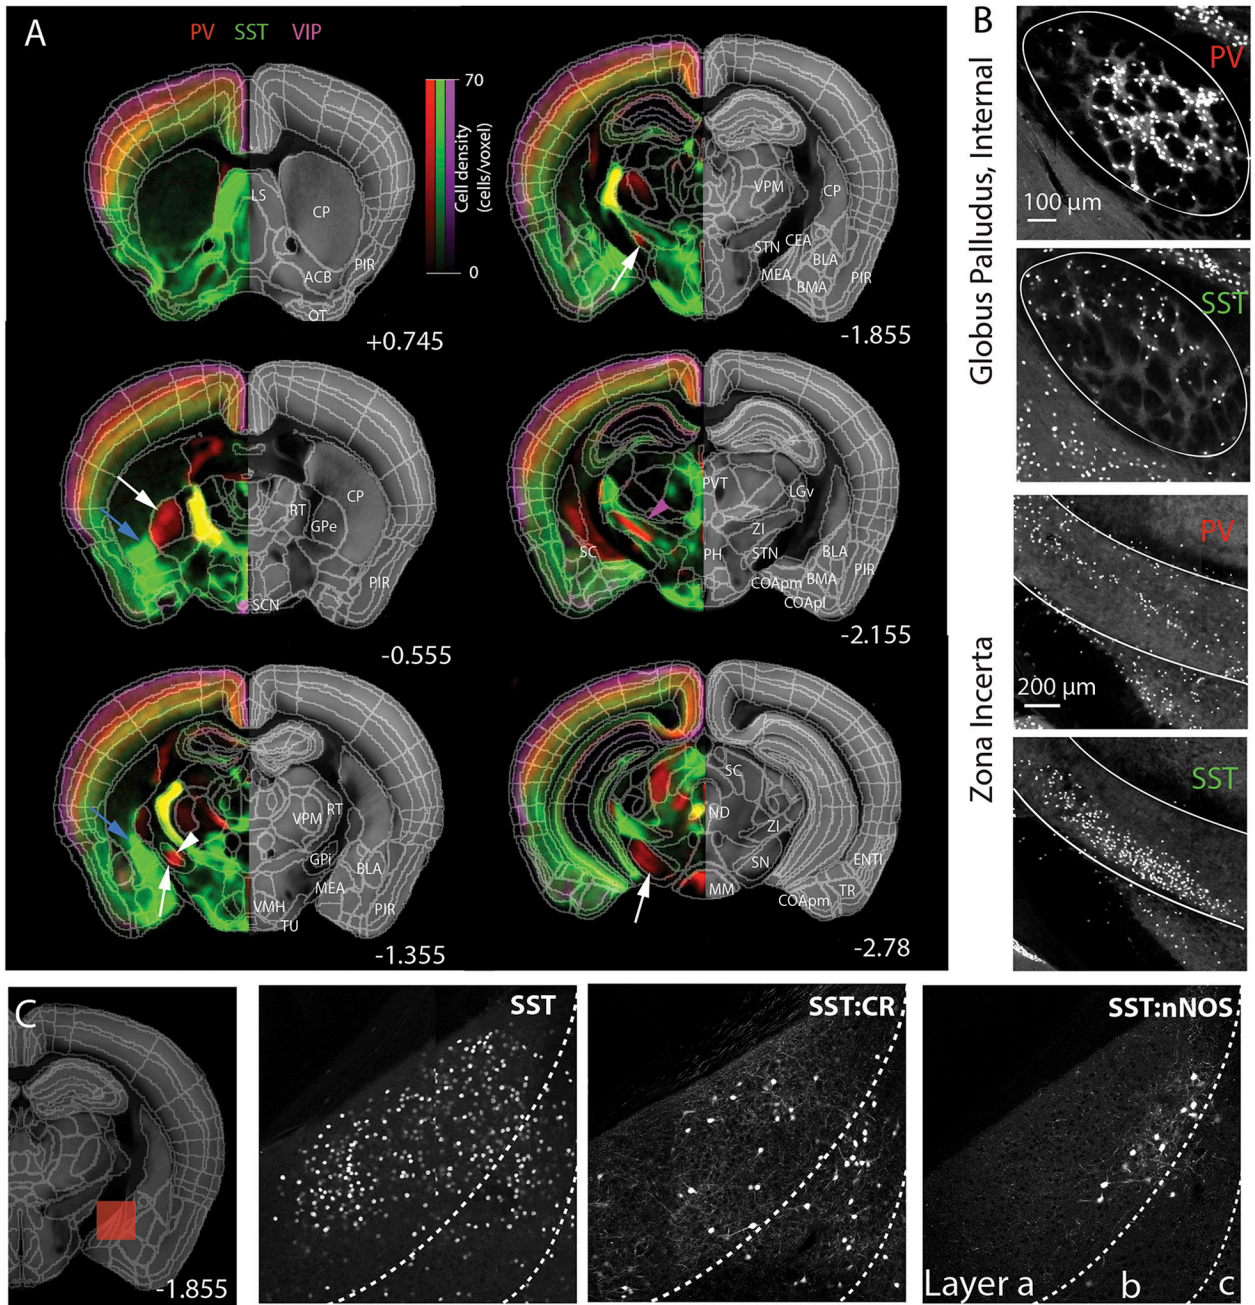 A
PV SST VIP
70
Cell density
(cells/voxel)
0
LS
CP
ACB
PIR
OT
+0.745
VPM
CP
STN
CEA
MEA
BLA
BMA
PIR
-1.855
RT
GPe
CP
PIR
SCN
-0.555
PVT
LGv
ZI
SC
PH
STN
BLA
COApm
BMA
PIR
COApl
-2.155
RT
VPM
GPi
BLA
MEA
PIR
VMH
TU
-1.355
SC
ND
ZI
SN
ENTl
MM
COApm
TR
-2.78
B
Globus Palludus, Internal
PV
100 µm
SST
Zona Incerta
PV
200 µm
SST
C
-1.855
SST
SST:CR
SST:nNOS
Layer a b c